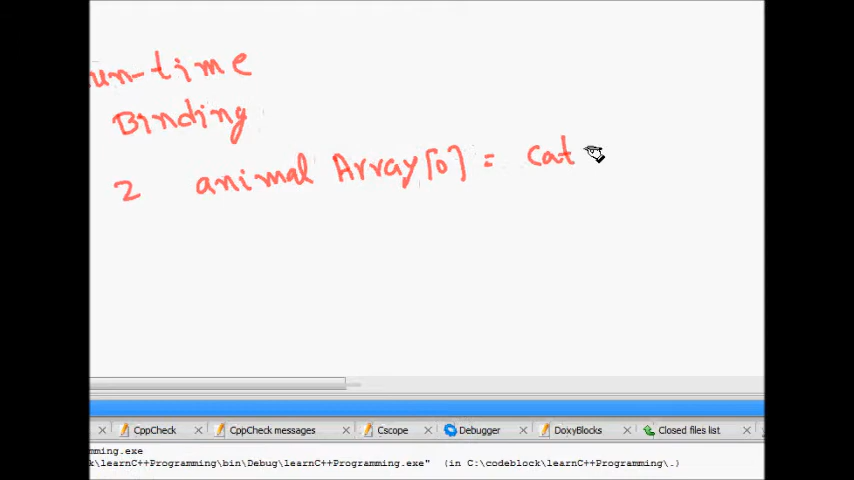 un-time
Binding
2 animal Array[0] = cat
CppCheck CppCheck messages Cscope Debugger DoxyBlocks Closed files list
mming.exe
k\learnC++Programming\bin\Debug\learnC++Programming.exe" (in C:\codeblock\learnC++Programming\.)